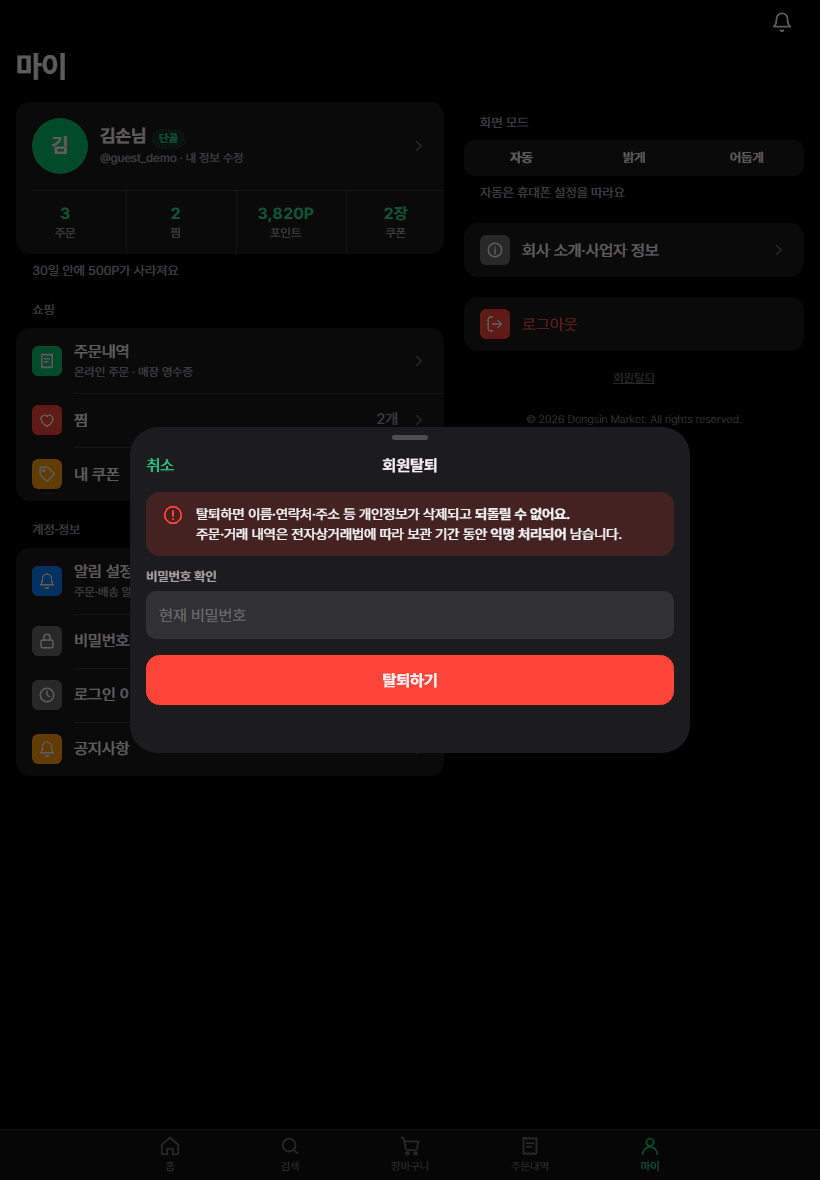 마이
김
김손님 단골
@guest_demo · 내 정보 수정
3
주문
2
찜
3,820P
포인트
2장
쿠폰
30일 안에 500P가 사라져요
쇼핑
주문내역
온라인 주문 · 매장 영수증
찜
2개
내 쿠폰
계정·정보
알림 설정
주문·배송 알
비밀번호
로그인 이
공지사항
화면 모드
자동
밝게
어둡게
자동은 휴대폰 설정을 따라요
회사 소개·사업자 정보
로그아웃
회원탈퇴
© 2026 Dongsin Market. All rights reserved.
취소
회원탈퇴
탈퇴하면 이름·연락처·주소 등 개인정보가 삭제되고 되돌릴 수 없어요.
주문·거래 내역은 전자상거래법에 따라 보관 기간 동안 익명 처리되어 남습니다.
비밀번호 확인
현재 비밀번호
탈퇴하기
홈
검색
장바구니
주문내역
마이